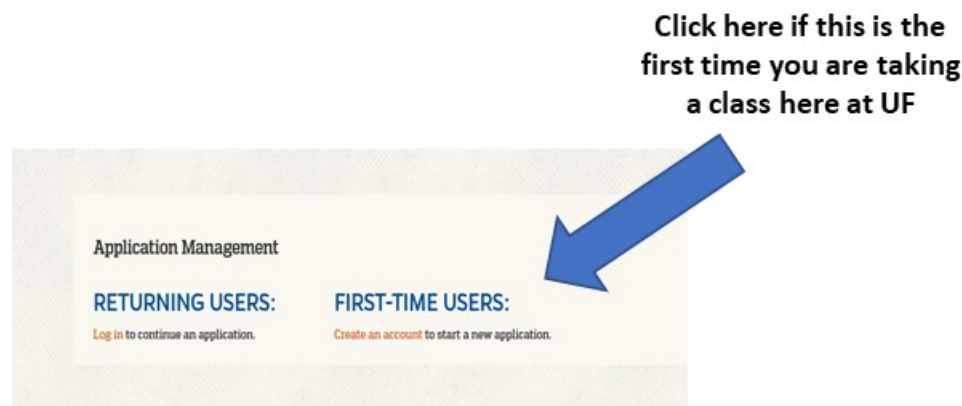 Click here if this is the
first time you are taking
a class here at UF
Application Management
RETURNING USERS:
Log in to continue an application.
FIRST-TIME USERS:
Create an account to start a new application.